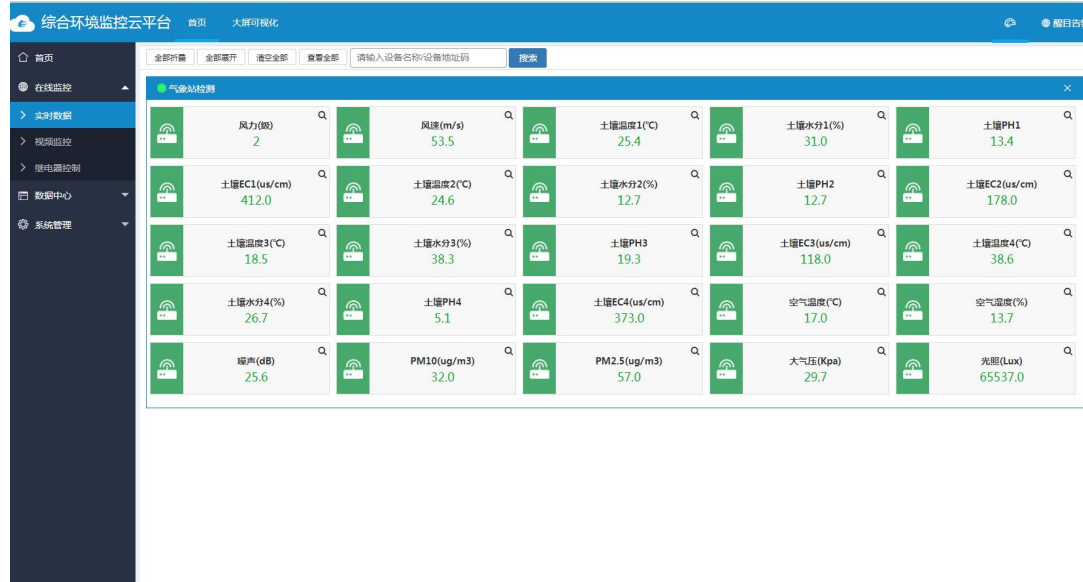 综合环境监控云平台 首页 大屏可视化 醒目告
首页
全部折叠 全部展开 清空全部 查看全部 请输入设备名称/设备地址码 搜索
在线监控
气象站检测
实时数据
视频监控
继电器控制
数据中心
系统管理
风力(级) 风速(m/s) 土壤温度1(℃) 土壤水分1(%) 土壤PH1
2 53.5 25.4 31.0 13.4
土壤EC1(us/cm) 土壤温度2(℃) 土壤水分2(%) 土壤PH2 土壤EC2(us/cm)
412.0 24.6 12.7 12.7 178.0
土壤温度3(℃) 土壤水分3(%) 土壤PH3 土壤EC3(us/cm) 土壤温度4(℃)
18.5 38.3 19.3 118.0 38.6
土壤水分4(%) 土壤PH4 土壤EC4(us/cm) 空气温度(℃) 空气湿度(%)
26.7 5.1 373.0 17.0 13.7
噪声(dB) PM10(ug/m3) PM2.5(ug/m3) 大气压(Kpa) 光照(Lux)
25.6 32.0 57.0 29.7 65537.0